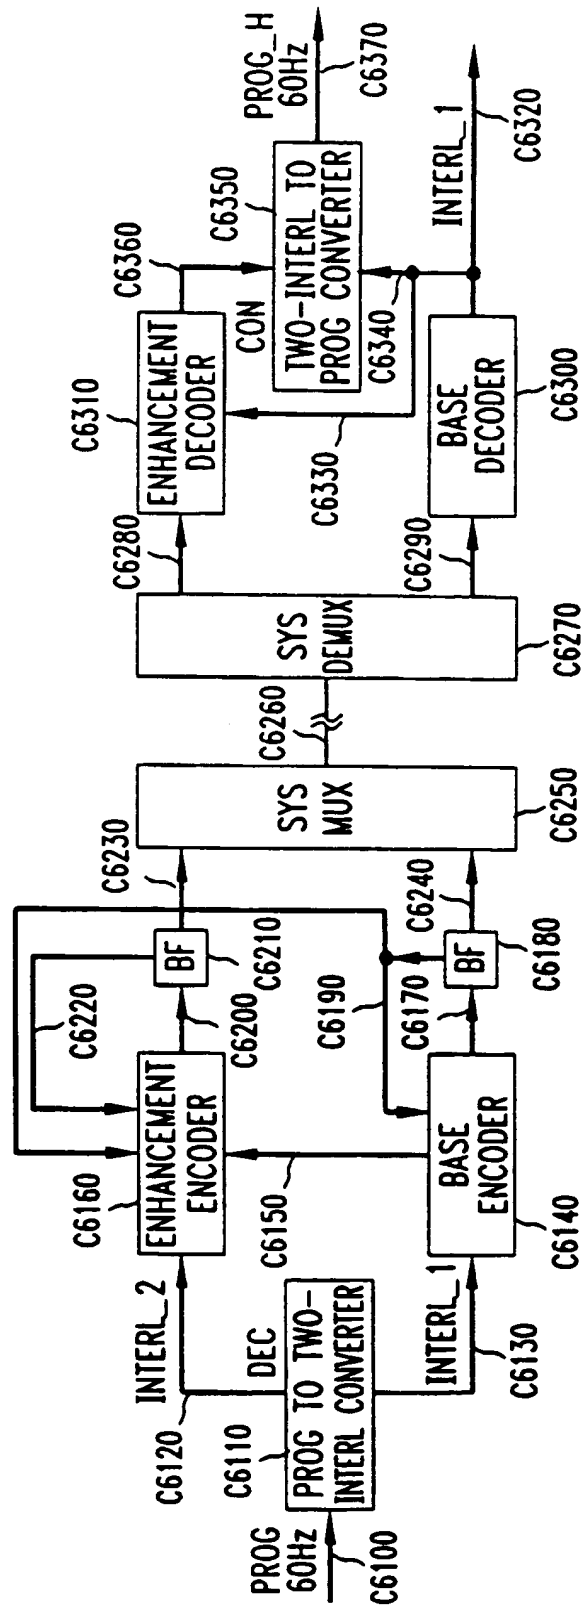 PROG
60Hz
C6100
C6110
PROG TO TWO-
INTERL CONVERTER
DEC
C6120
INTERL_2
INTERL_1
C6130
C6160
ENHANCEMENT
ENCODER
C6150
BASE
ENCODER
C6140
C6220
C6200
BF
C6210
C6190
C6170
BF
C6180
C6230
C6240
SYS
MUX
C6250
C6260
SYS
DEMUX
C6270
C6280
C6290
C6310
ENHANCEMENT
DECODER
C6330
BASE
DECODER
C6300
C6360
CON
C6340
C6350
TWO-INTERL TO
PROG CONVERTER
PROG_H
60Hz
C6370
INTERL_1
C6320